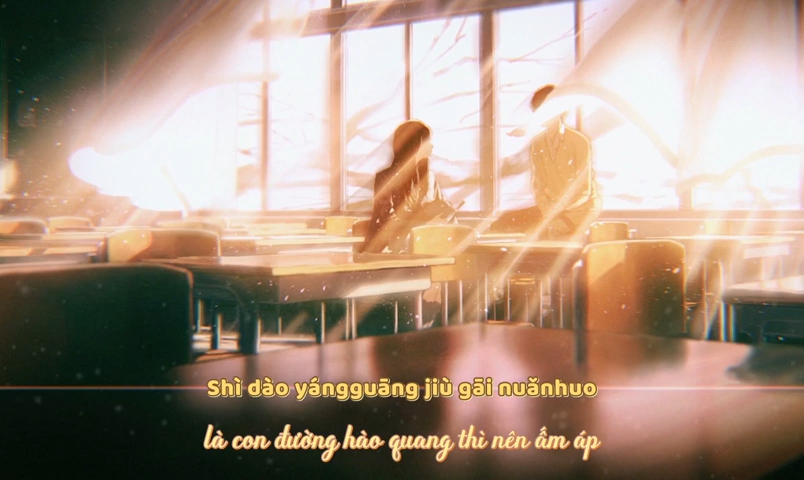 Shì dào yángguāng jiù gāi nuǎnhuo
là con đường hào quang thì nên ấm áp